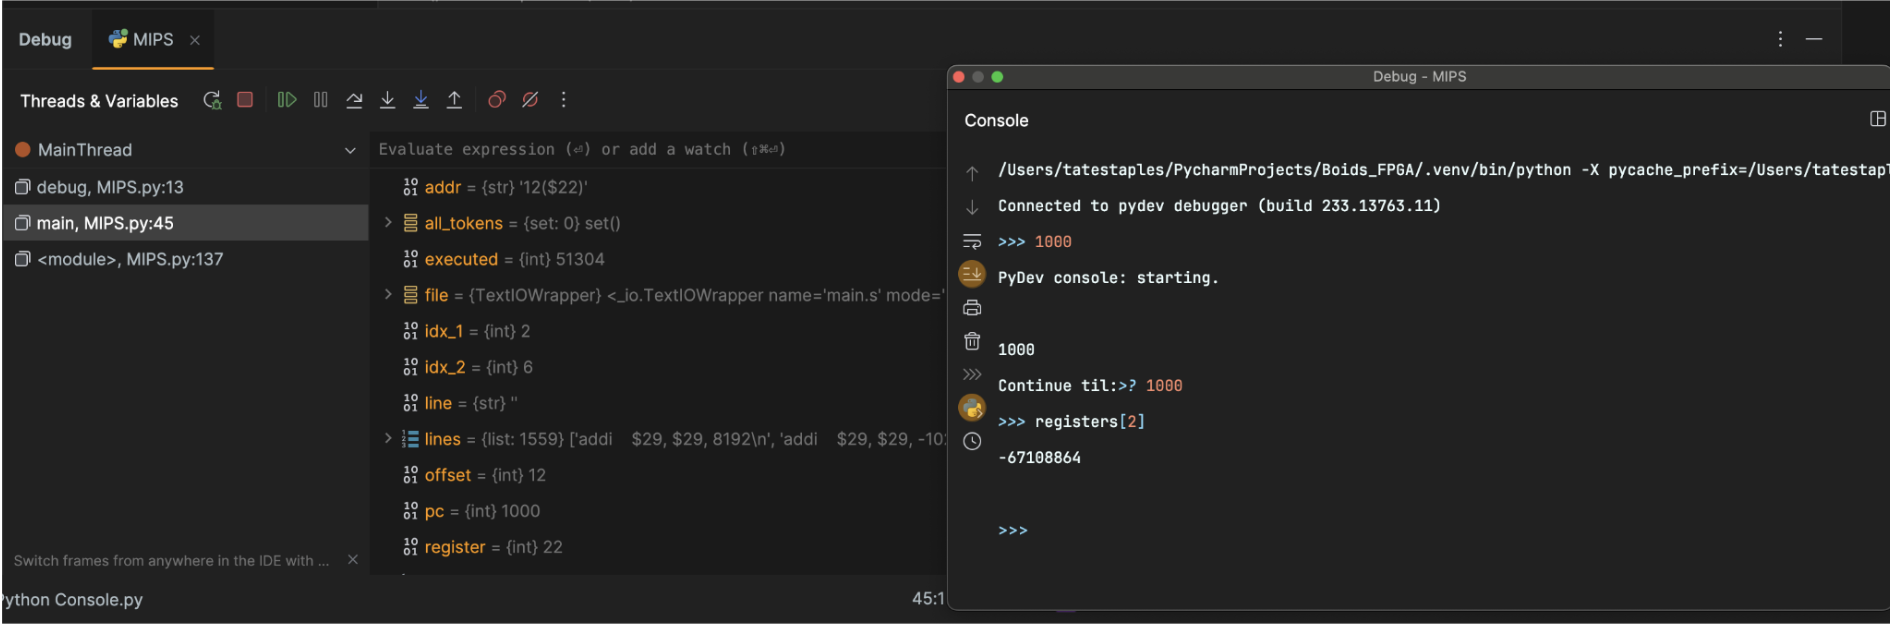 Debug
MIPS
Threads & Variables
MainThread
debug, MIPS.py:13
main, MIPS.py:45
<module>, MIPS.py:137
Switch frames from anywhere in the IDE with ...
Evaluate expression (⏎) or add a watch (⇧⌘⏎)
addr = {str} '12($22)'
all_tokens = {set: 0} set()
executed = {int} 51304
file = {TextIOWrapper} <_io.TextIOWrapper name='main.s' mode='
idx_1 = {int} 2
idx_2 = {int} 6
line = {str} ''
lines = {list: 1559} ['addi    $29, $29, 8192\n', 'addi    $29, $29, -10
offset = {int} 12
pc = {int} 1000
register = {int} 22
ython Console.py
45:1
Debug - MIPS
Console
/Users/tatestaples/PycharmProjects/Boids_FPGA/.venv/bin/python -X pycache_prefix=/Users/tatestapl
Connected to pydev debugger (build 233.13763.11)
>>> 1000
PyDev console: starting.
1000
Continue til:>? 1000
>>> registers[2]
-67108864
>>>